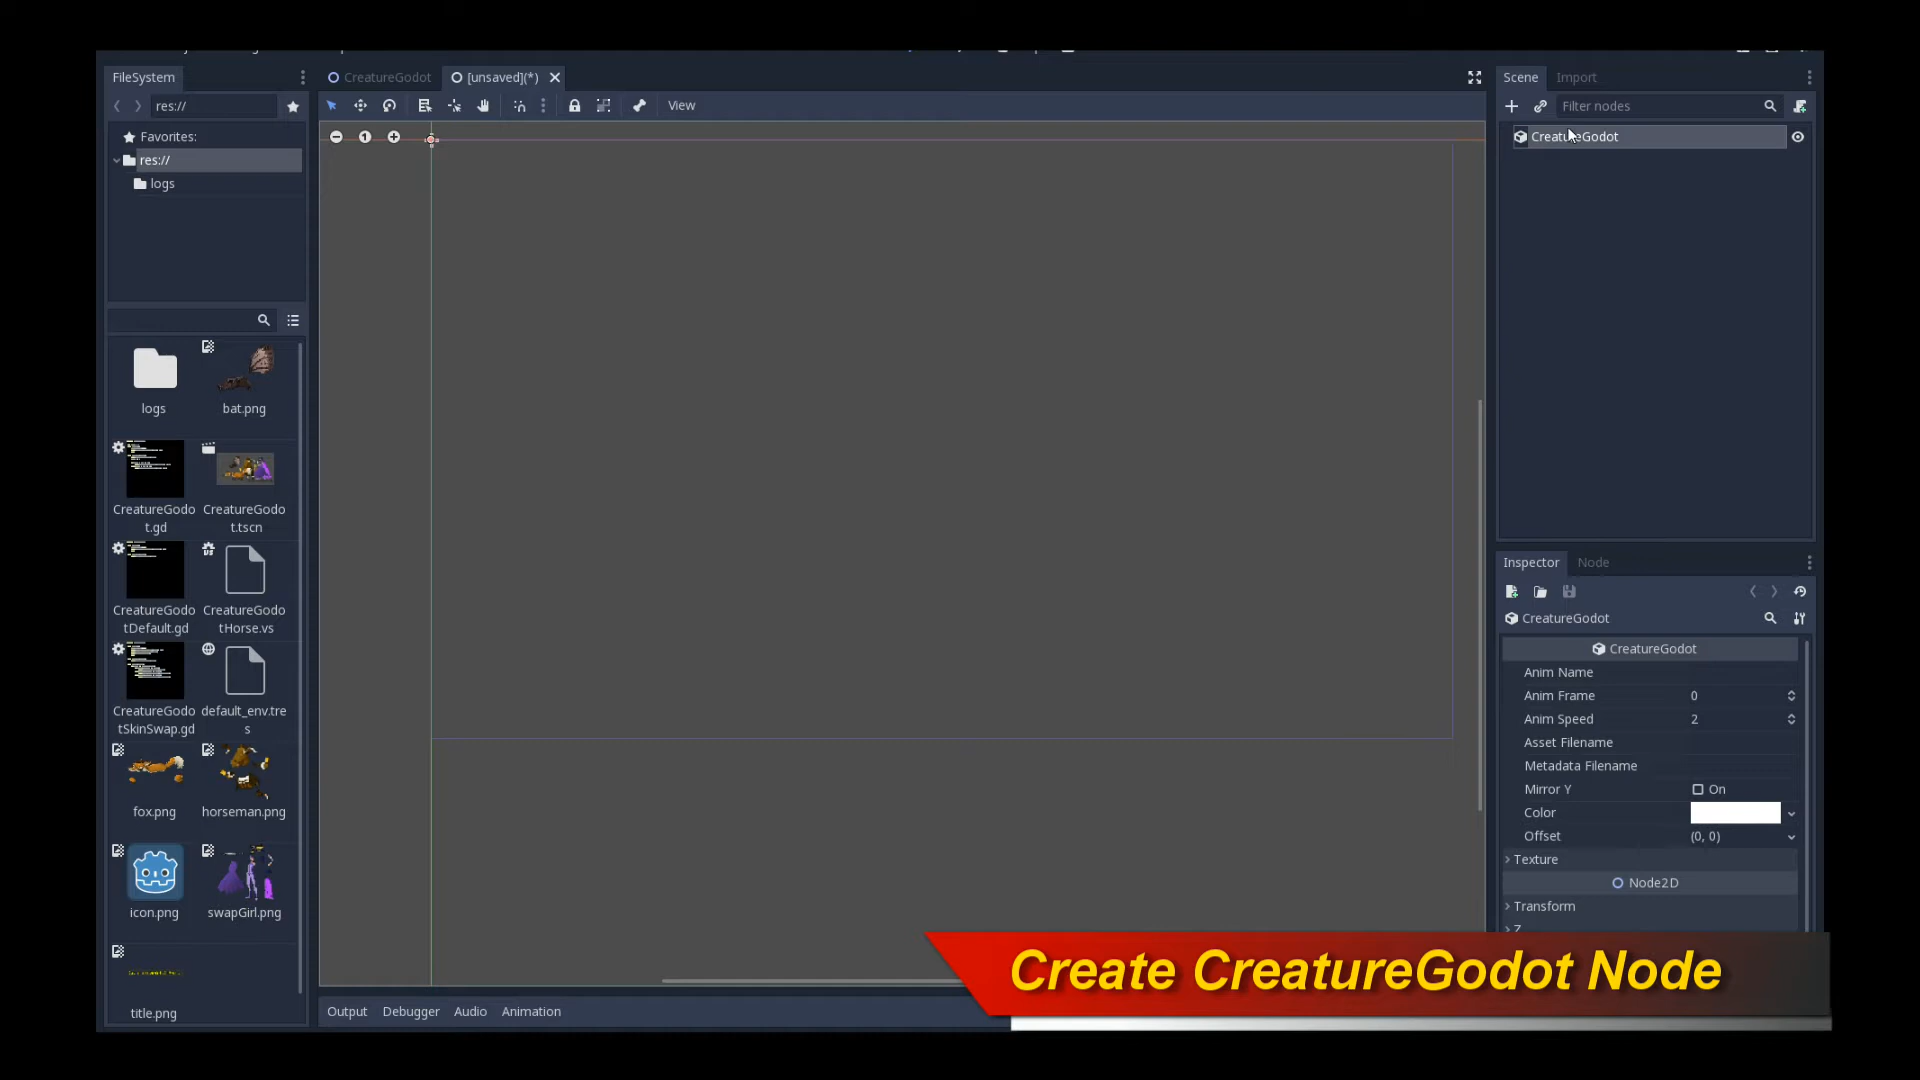 FileSystem
CreatureGodot
[unsaved](*)
Scene
Import
res://
View
Filter nodes
Favorites:
res://
logs
1
CreatureGodot
logs
bat.png
CreatureGodo
t.gd
CreatureGodo
t.tscn
CreatureGodo
tDefault.gd
CreatureGodo
tHorse.vs
CreatureGodo
tSkinSwap.gd
default_env.tre
s
fox.png
horseman.png
icon.png
swapGirl.png
title.png
Inspector
Node
CreatureGodot
CreatureGodot
Anim Name
Anim Frame 0
Anim Speed 2
Asset Filename
Metadata Filename
Mirror Y On
Color
Offset (0, 0)
Texture
Node2D
Transform
Z
Create CreatureGodot Node
Output
Debugger
Audio
Animation